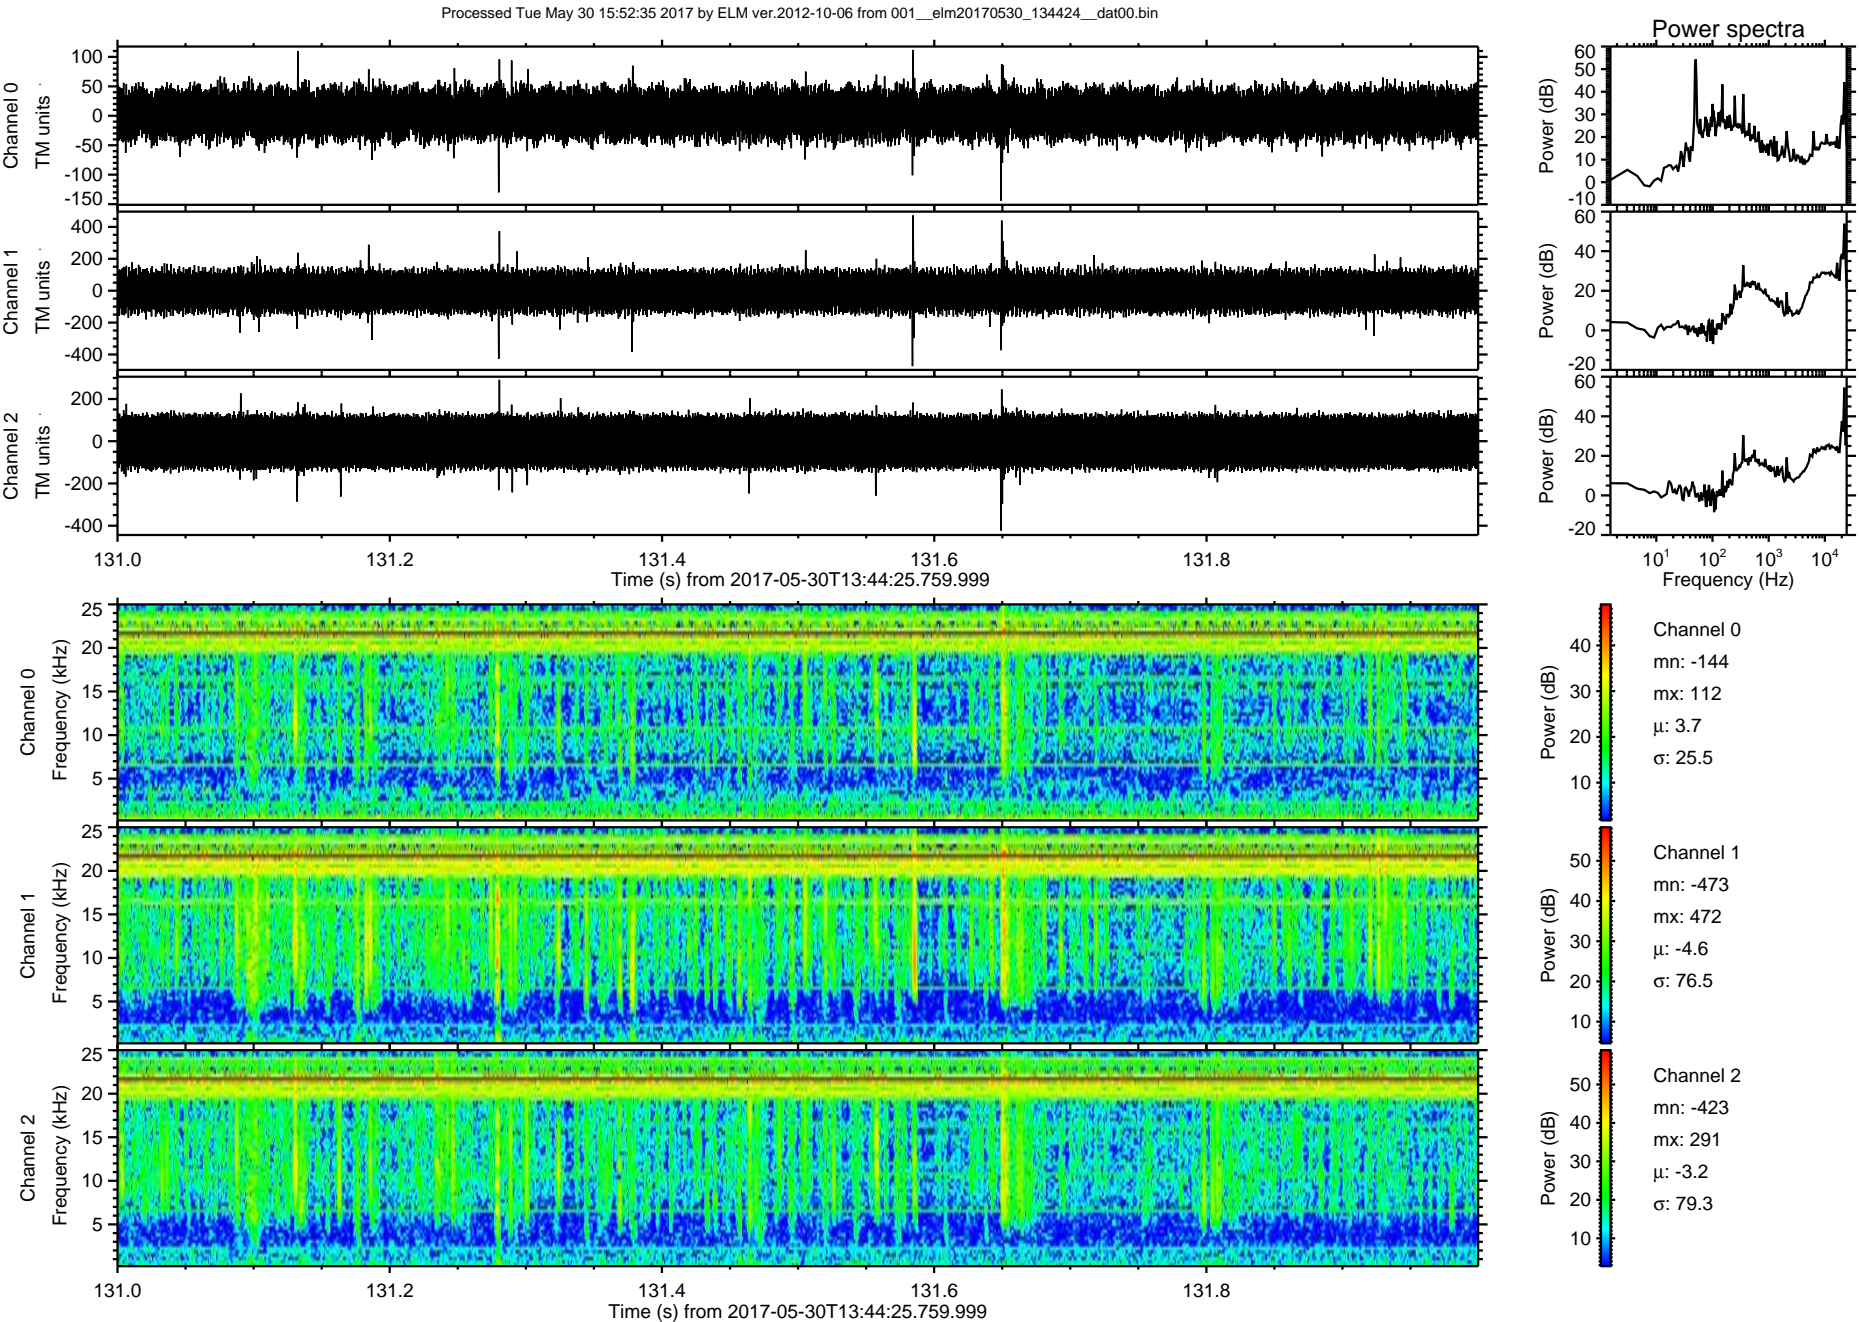 Processed Tue May 30 15:52:35 2017 by ELM ver.2012-10-06 from 001__elm20170530_134424__dat00.bin
Power spectra
Channel 0
TM units
100
50
0
-50
-100
-150
Power (dB)
60
50
40
30
20
10
0
-10
Channel 1
TM units
400
200
0
-200
-400
Power (dB)
60
40
20
0
-20
Channel 2
TM units
200
0
-200
-400
Power (dB)
60
40
20
0
-20
131.0 131.2 131.4 131.6 131.8
Time (s) from 2017-05-30T13:44:25.759.999
10¹ 10² 10³ 10⁴
Frequency (Hz)
Channel 0
Frequency (kHz)
25
20
15
10
5
Power (dB)
40
30
20
10
Channel 0
mn: -144
mx: 112
μ: 3.7
σ: 25.5
Channel 1
Frequency (kHz)
25
20
15
10
5
Power (dB)
50
40
30
20
10
Channel 1
mn: -473
mx: 472
μ: -4.6
σ: 76.5
Channel 2
Frequency (kHz)
25
20
15
10
5
Power (dB)
50
40
30
20
10
Channel 2
mn: -423
mx: 291
μ: -3.2
σ: 79.3
131.0 131.2 131.4 131.6 131.8
Time (s) from 2017-05-30T13:44:25.759.999